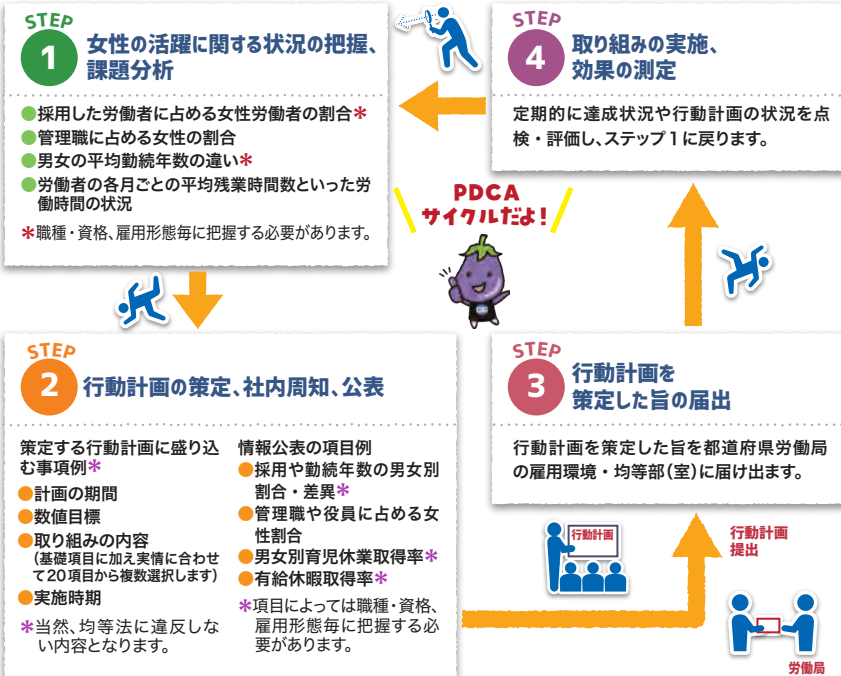 STEP
1
女性の活躍に関する状況の把握、
課題分析
●採用した労働者に占める女性労働者の割合＊
●管理職に占める女性の割合
●男女の平均勤続年数の違い＊
●労働者の各月ごとの平均残業時間数といった労
働時間の状況
＊職種・資格、雇用形態毎に把握する必要があります。
STEP
2
行動計画の策定、社内周知、公表
策定する行動計画に盛り込
む事項例＊
●計画の期間
●数値目標
●取り組みの内容
（基礎項目に加え実情に合わせ
て20項目から複数選択します）
●実施時期
＊当然、均等法に違反しな
い内容となります。
情報公表の項目例
●採用や勤続年数の男女別
割合・差異＊
●管理職や役員に占める女
性割合
●男女別育児休業取得率＊
●有給休暇取得率＊
＊項目によっては職種・資格、
雇用形態毎に把握する必
要があります。
STEP
3
行動計画を
策定した旨の届出
行動計画を策定した旨を都道府県労働局
の雇用環境・均等部（室）に届け出ます。
行動計画
行動計画
提出
労働局
STEP
4
取り組みの実施、
効果の測定
定期的に達成状況や行動計画の状況を点
検・評価し、ステップ1に戻ります。
PDCA
サイクルだよ！